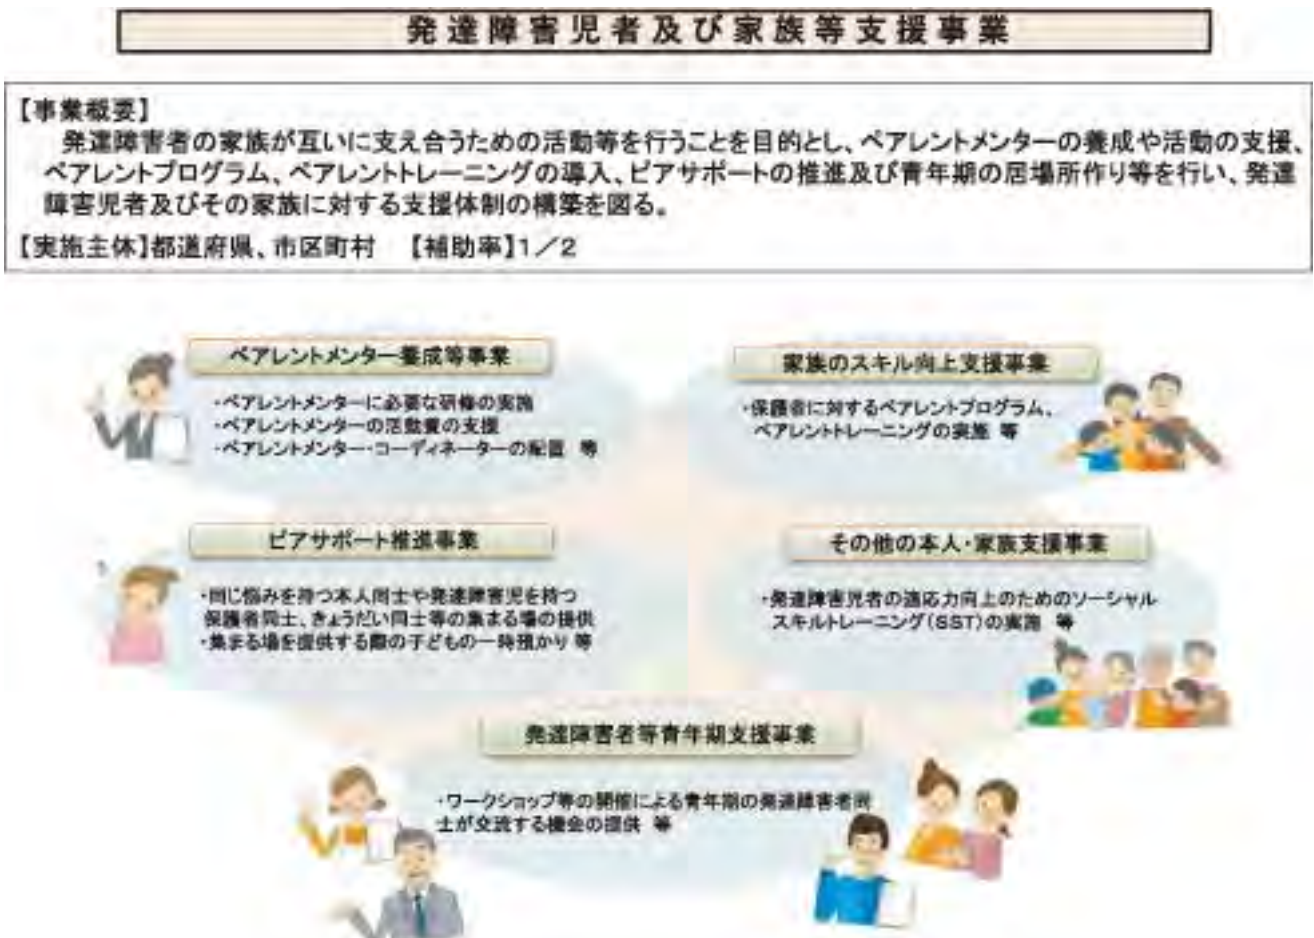 発達障害児者及び家族等支援事業
【事業概要】
発達障害者の家族が互いに支え合うための活動等を行うことを目的とし、ペアレントメンターの養成や活動の支援、
ペアレントプログラム、ペアレントトレーニングの導入、ピアサポートの推進及び青年期の居場所作り等を行い、発達
障害児者及びその家族に対する支援体制の構築を図る。
【実施主体】都道府県、市区町村 【補助率】1/2
ペアレントメンター養成等事業
・ペアレントメンターに必要な研修の実施
・ペアレントメンターの活動費の支援
・ペアレントメンター・コーディネーターの配置 等
家族のスキル向上支援事業
・保護者に対するペアレントプログラム、
ペアレントトレーニングの実施 等
ピアサポート推進事業
・同じ悩みを持つ本人同士や発達障害児を持つ
保護者同士、きょうだい同士等の集まる場の提供
・集まる場を提供する際の子どもの一時預かり 等
その他の本人・家族支援事業
・発達障害児者の適応力向上のためのソーシャル
スキルトレーニング(SST)の実施 等
発達障害者等青年期支援事業
・ワークショップ等の開催による青年期の発達障害者同
士が交流する機会の提供 等